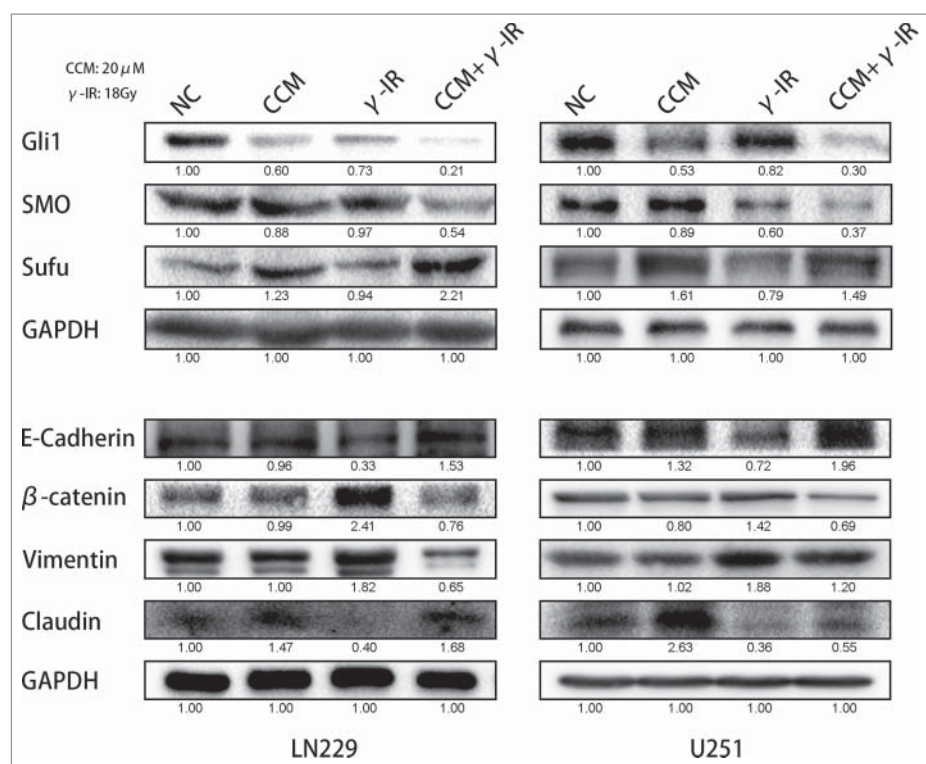 CCM: 20μM
γ-IR: 18Gy
NC CCM γ-IR CCM+γ-IR NC CCM γ-IR CCM+γ-IR
Gli1
1.00 0.60 0.73 0.21 1.00 0.53 0.82 0.30
SMO
1.00 0.88 0.97 0.54 1.00 0.89 0.60 0.37
Sufu
1.00 1.23 0.94 2.21 1.00 1.61 0.79 1.49
GAPDH
1.00 1.00 1.00 1.00 1.00 1.00 1.00 1.00
E-Cadherin
1.00 0.96 0.33 1.53 1.00 1.32 0.72 1.96
β-catenin
1.00 0.99 2.41 0.76 1.00 0.80 1.42 0.69
Vimentin
1.00 1.00 1.82 0.65 1.00 1.02 1.88 1.20
Claudin
1.00 1.47 0.40 1.68 1.00 2.63 0.36 0.55
GAPDH
1.00 1.00 1.00 1.00 1.00 1.00 1.00 1.00
LN229 U251